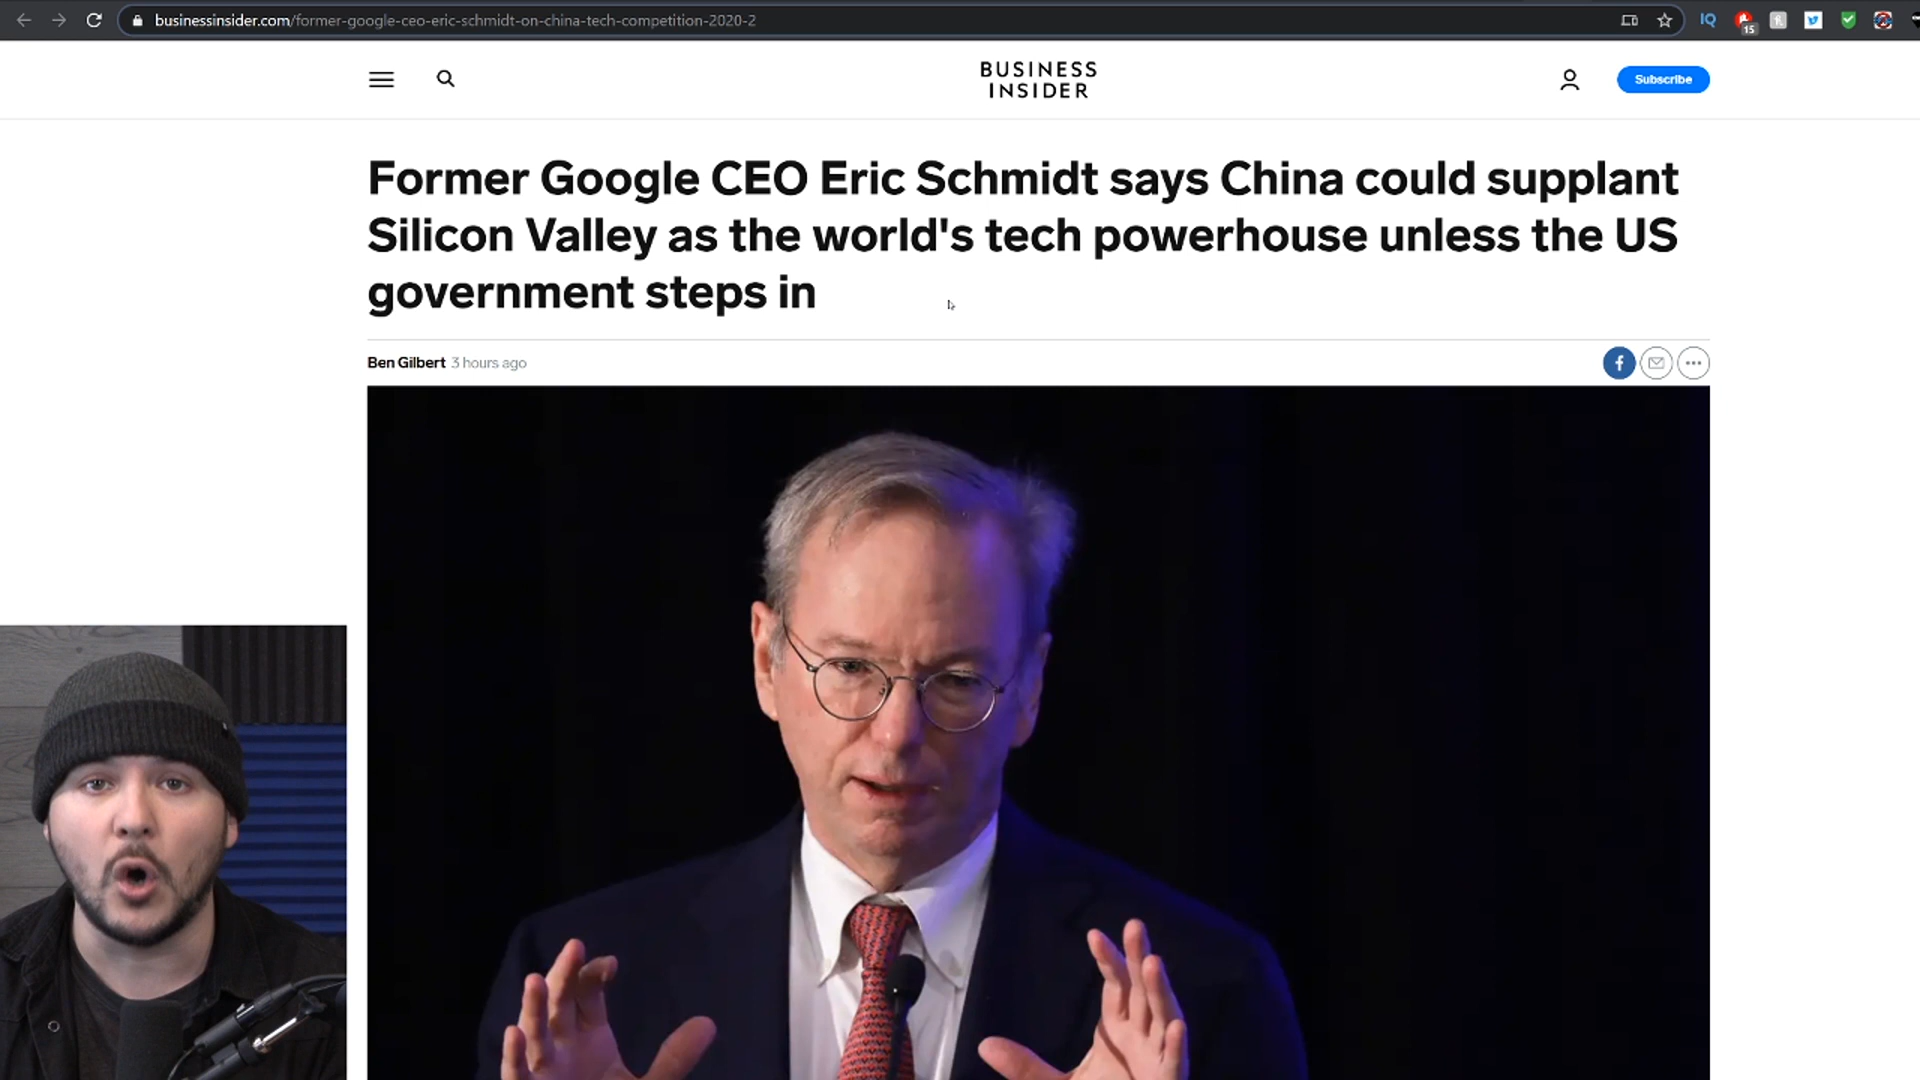 businessinsider.com/former-google-ceo-eric-schmidt-on-china-tech-competition-2020-2
IQ
15
BUSINESS
INSIDER
Subscribe
Former Google CEO Eric Schmidt says China could supplant
Silicon Valley as the world's tech powerhouse unless the US
government steps in
Ben Gilbert 3 hours ago
f